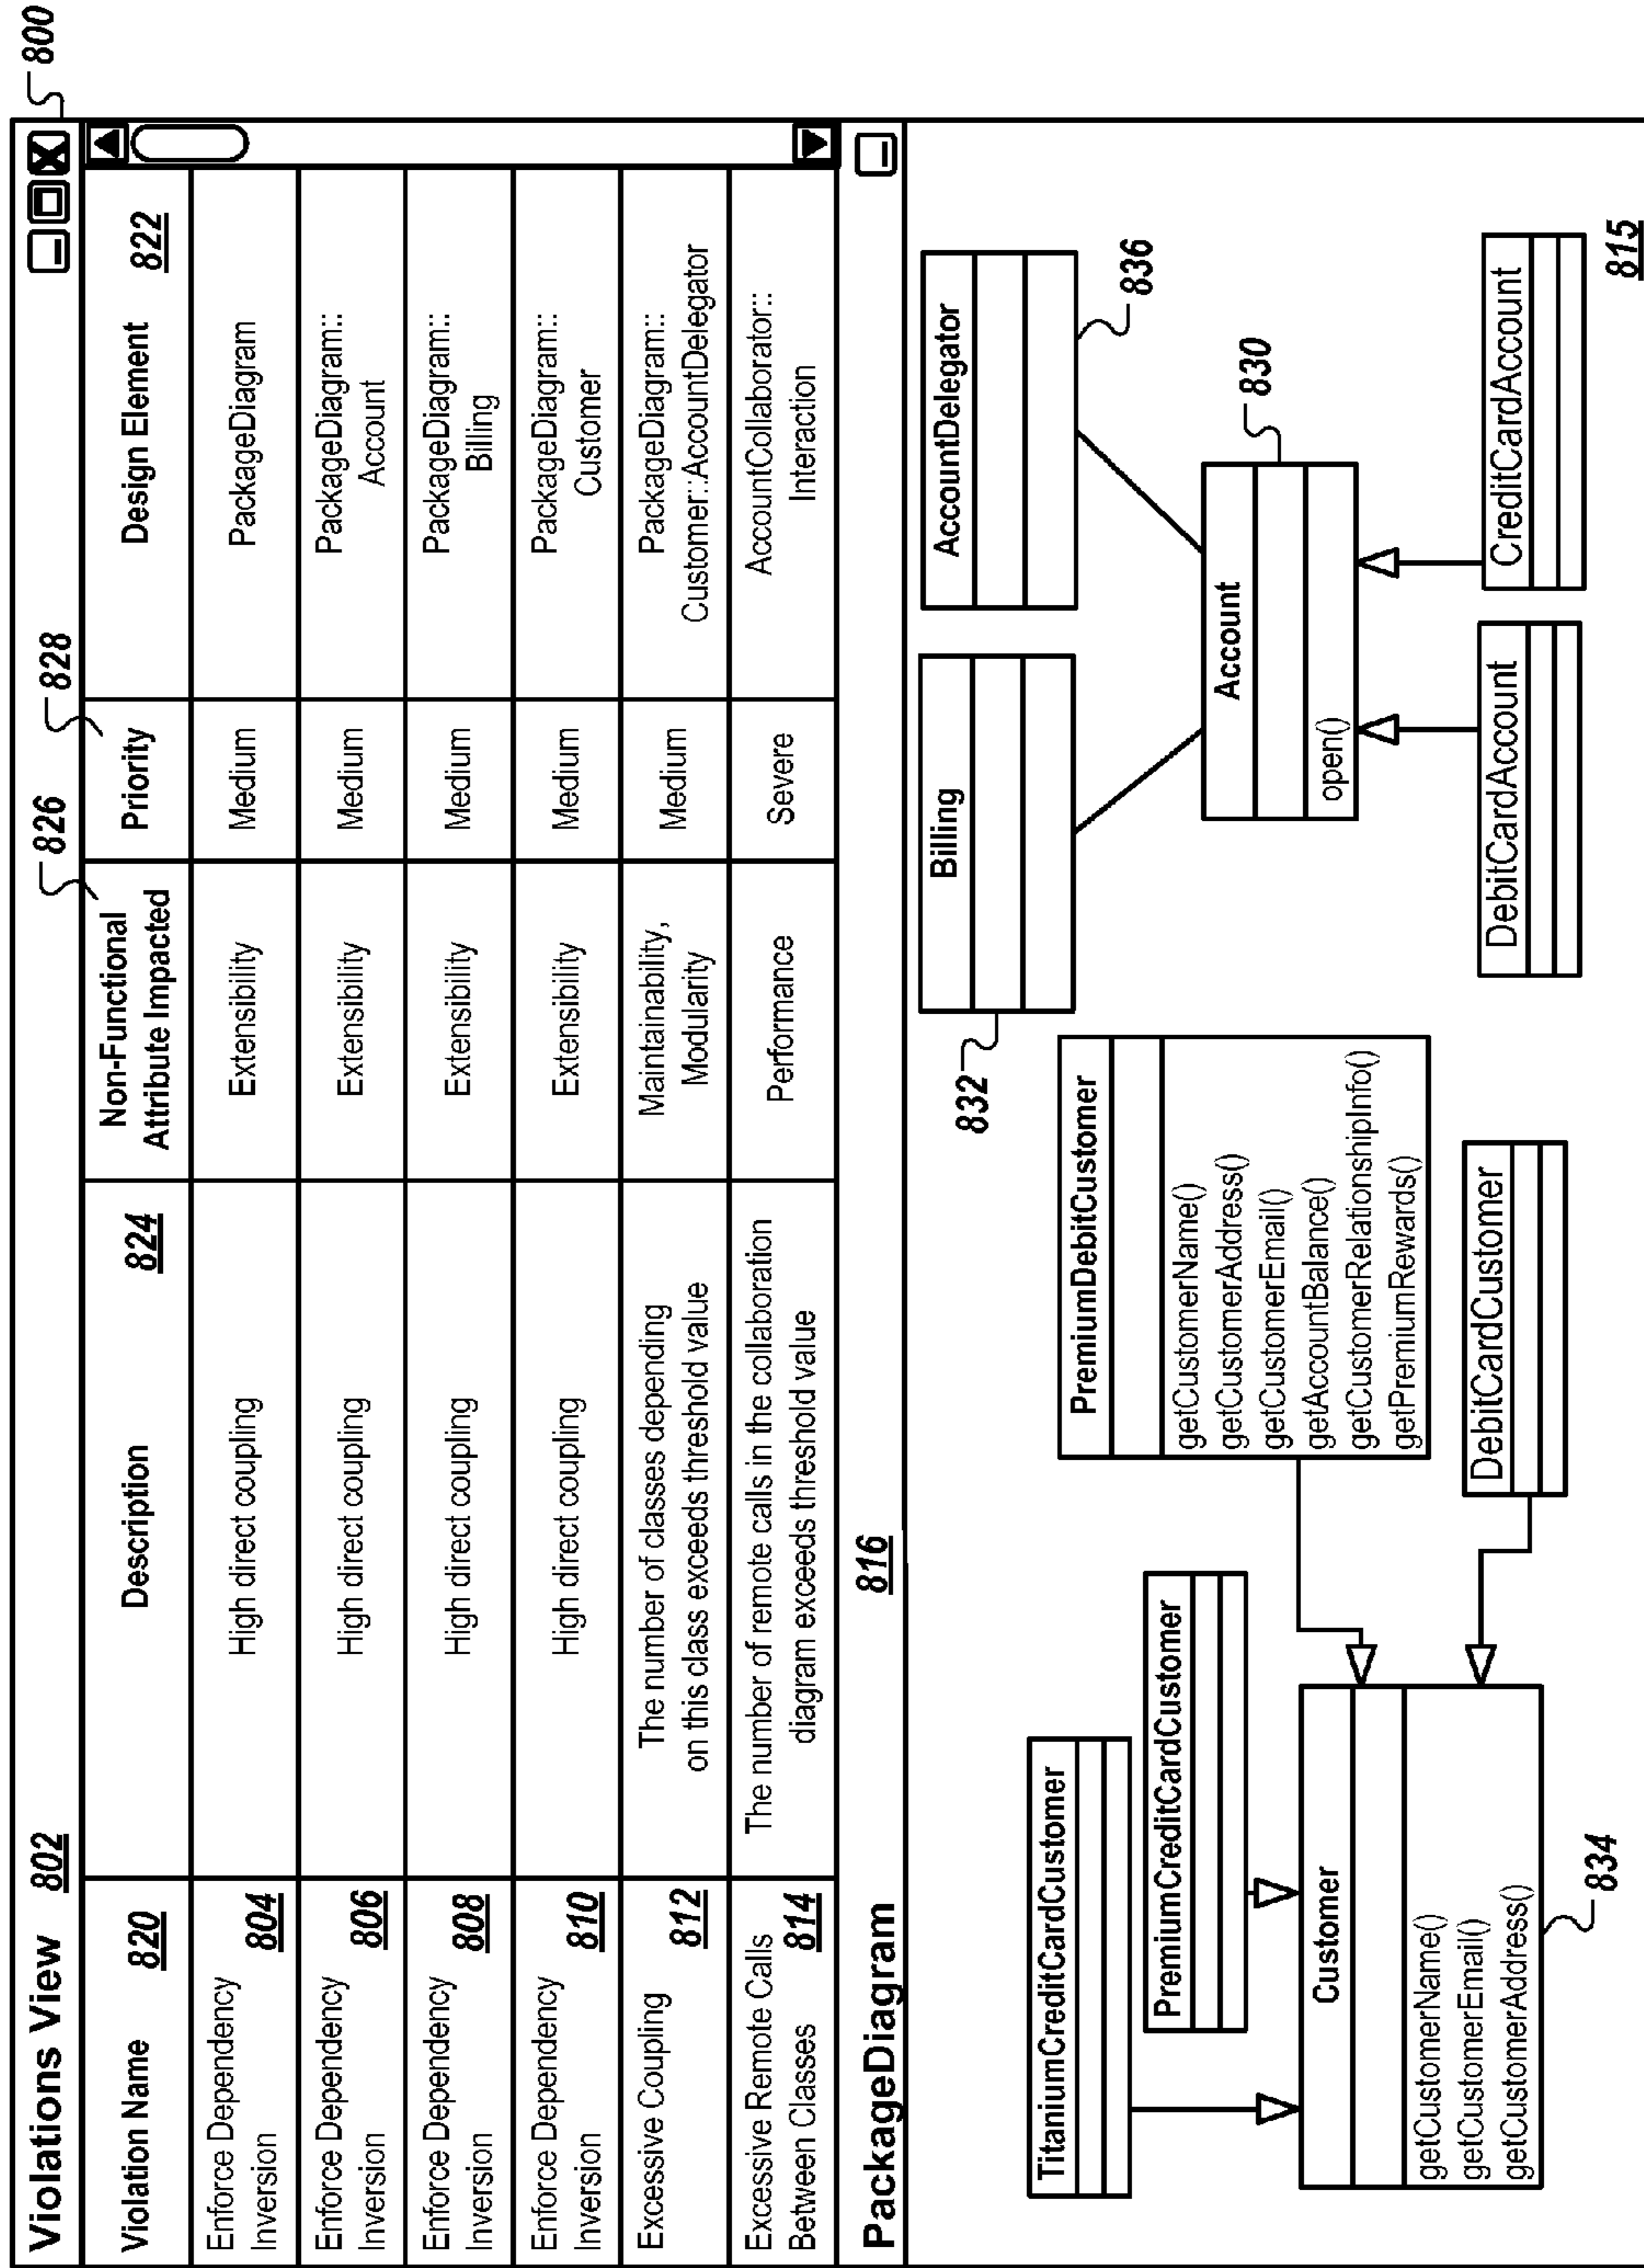 800
Violations View 802
826
828
Violation Name 820
Description 824
Non-Functional
Attribute Impacted
Priority
Design Element 822
Enforce Dependency
Inversion 804
High direct coupling
Extensibility
Medium
PackageDiagram
Enforce Dependency
Inversion 806
High direct coupling
Extensibility
Medium
PackageDiagram::
Account
Enforce Dependency
Inversion 808
High direct coupling
Extensibility
Medium
PackageDiagram::
Billing
Enforce Dependency
Inversion 810
High direct coupling
Extensibility
Medium
PackageDiagram::
Customer
Excessive Coupling 812
The number of classes depending
on this class exceeds threshold value
Maintainability,
Modularity
Medium
PackageDiagram::
Customer::AccountDelegator
Excessive Remote Calls
Between Classes 814
The number of remote calls in the collaboration
diagram exceeds threshold value
Performance
Severe
AccountCollaborator::
Interaction
PackageDiagram
816
TitaniumCreditCardCustomer
PremiumCreditCardCustomer
Customer
getCustomerName()
getCustomerEmail()
getCustomerAddress()
834
PremiumDebitCustomer
getCustomerName()
getCustomerAddress()
getCustomerEmail()
getAccountBalance()
getCustomerRelationshipInfo()
getPremiumRewards()
DebitCardCustomer
Billing
832
AccountDelegator
836
Account
open()
830
DebitCardAccount
CreditCardAccount
815